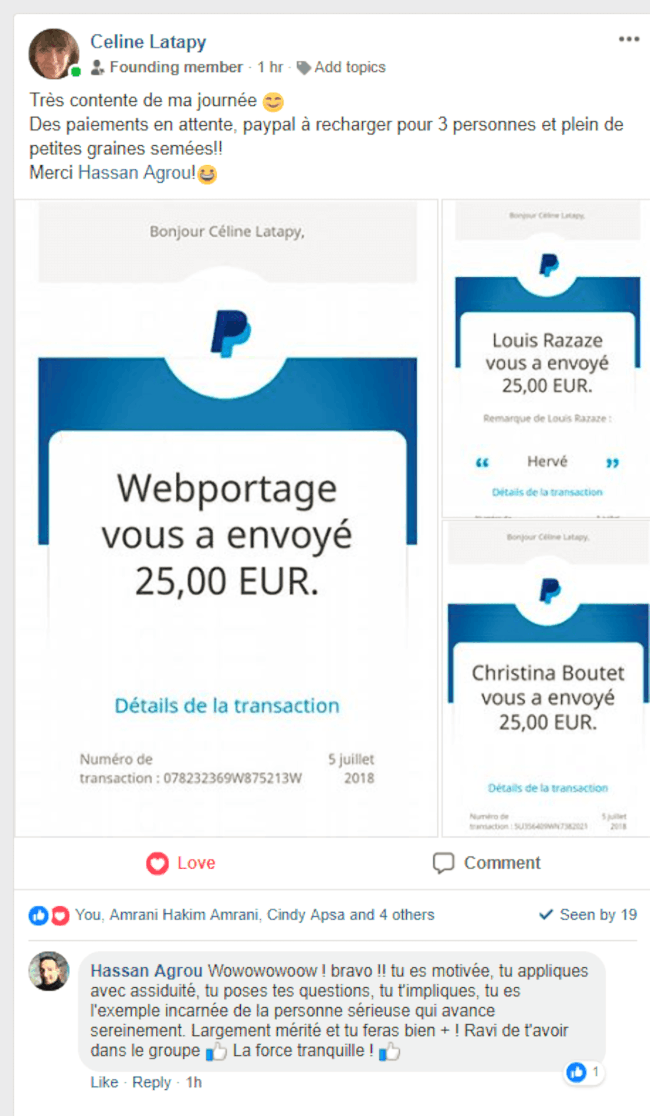 Celine Latapy
Founding member · 1 hr · Add topics
Très contente de ma journée 😊
Des paiements en attente, paypal à recharger pour 3 personnes et plein de
petites graines semées!!
Merci Hassan Agrou!😄
Bonjour Céline Latapy,
Webportage
vous a envoyé
25,00 EUR.
Détails de la transaction
Numéro de
transaction : 078232369W875213W
5 juillet
2018
Bonjour Céline Latapy,
Louis Razaze
vous a envoyé
25,00 EUR.
Remarque de Louis Razaze :
“ Hervé ”
Détails de la transaction
Bonjour Céline Latapy,
Christina Boutet
vous a envoyé
25,00 EUR.
Détails de la transaction
Numéro de
transaction :
5 juillet
2018
Love
Comment
You, Amrani Hakim Amrani, Cindy Apsa and 4 others
Seen by 19
Hassan Agrou Wowowowoow ! bravo !! tu es motivée, tu appliques
avec assiduité, tu poses tes questions, tu t'impliques, tu es
l'exemple incarnée de la personne sérieuse qui avance
sereinement. Largement mérité et tu feras bien + ! Ravi de t'avoir
dans le groupe 👍 La force tranquille ! 👍
1
Like · Reply · 1h